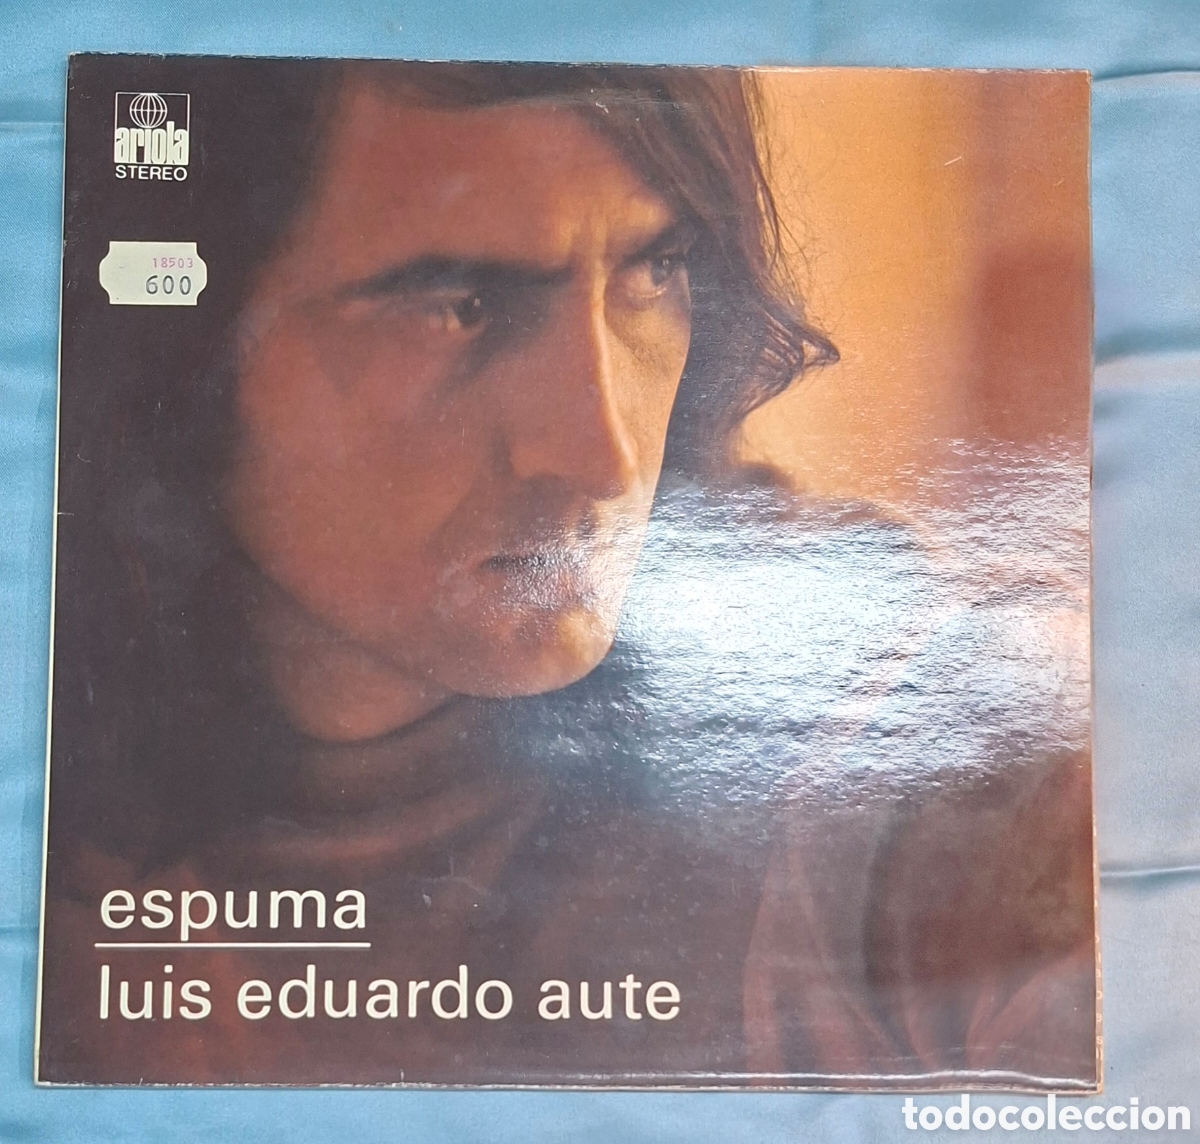 ariola
STEREO
18503
600
espuma
luis eduardo aute
todocoleccion